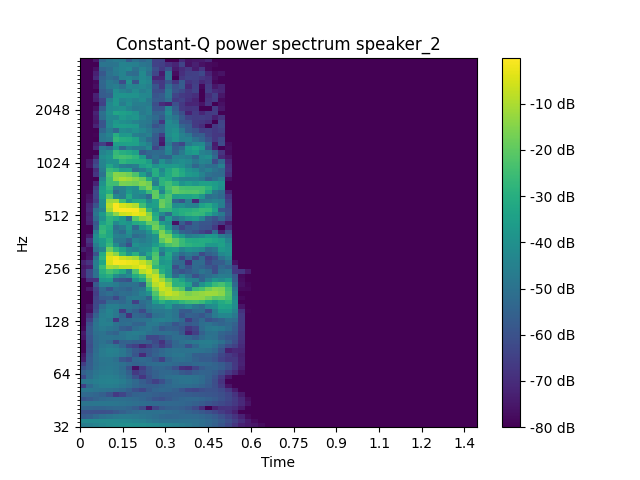 Constant-Q power spectrum speaker_2
Hz
2048
1024
512
256
128
64
32
0 0.15 0.3 0.45 0.6 0.75 0.9 1.1 1.2 1.4
Time
-10 dB
-20 dB
-30 dB
-40 dB
-50 dB
-60 dB
-70 dB
-80 dB